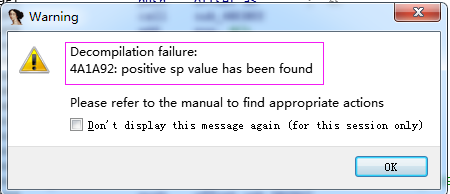 Warning
Decompilation failure:
4A1A92: positive sp value has been found
Please refer to the manual to find appropriate actions
Don't display this message again (for this session only)
OK